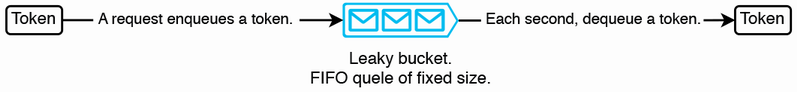 Token
A request enqueues a token.
Each second, dequeue a token.
Token
Leaky bucket.
FIFO quele of fixed size.